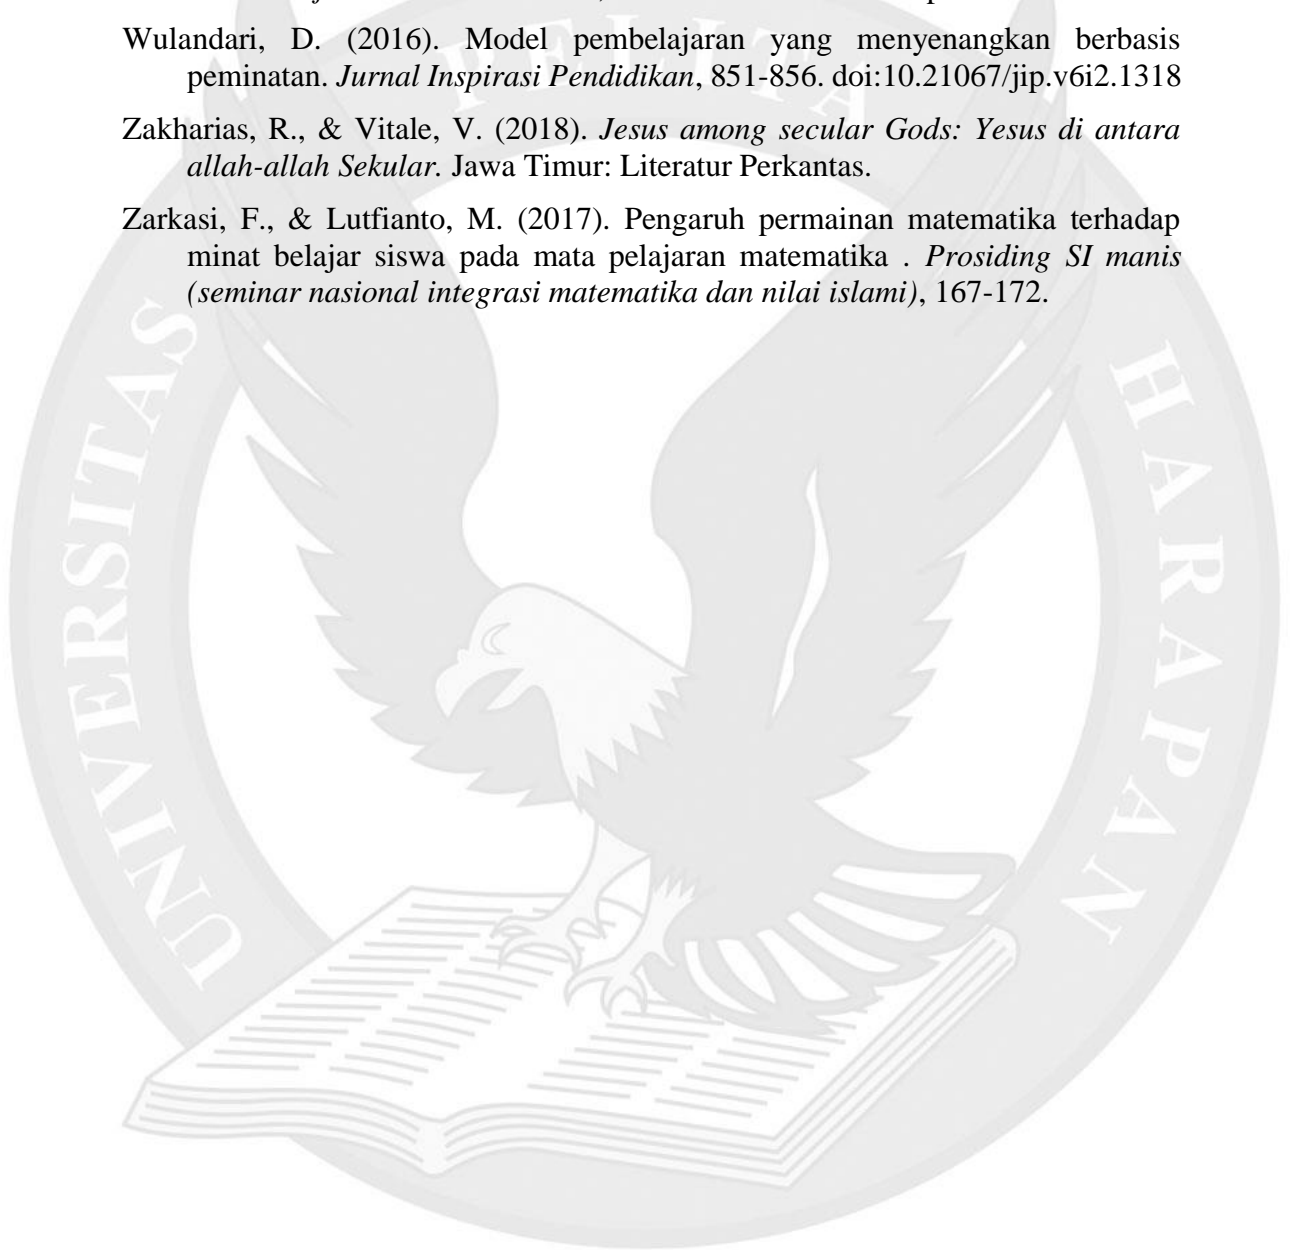 Wulandari, D. (2016). Model pembelajaran yang menyenangkan berbasis
peminatan. Jurnal Inspirasi Pendidikan, 851-856. doi:10.21067/jip.v6i2.1318
Zakharias, R., & Vitale, V. (2018). Jesus among secular Gods: Yesus di antara
allah-allah Sekular. Jawa Timur: Literatur Perkantas.
Zarkasi, F., & Lutfianto, M. (2017). Pengaruh permainan matematika terhadap
minat belajar siswa pada mata pelajaran matematika . Prosiding SI manis
(seminar nasional integrasi matematika dan nilai islami), 167-172.
UNIVERSITAS PELITA HARAPAN